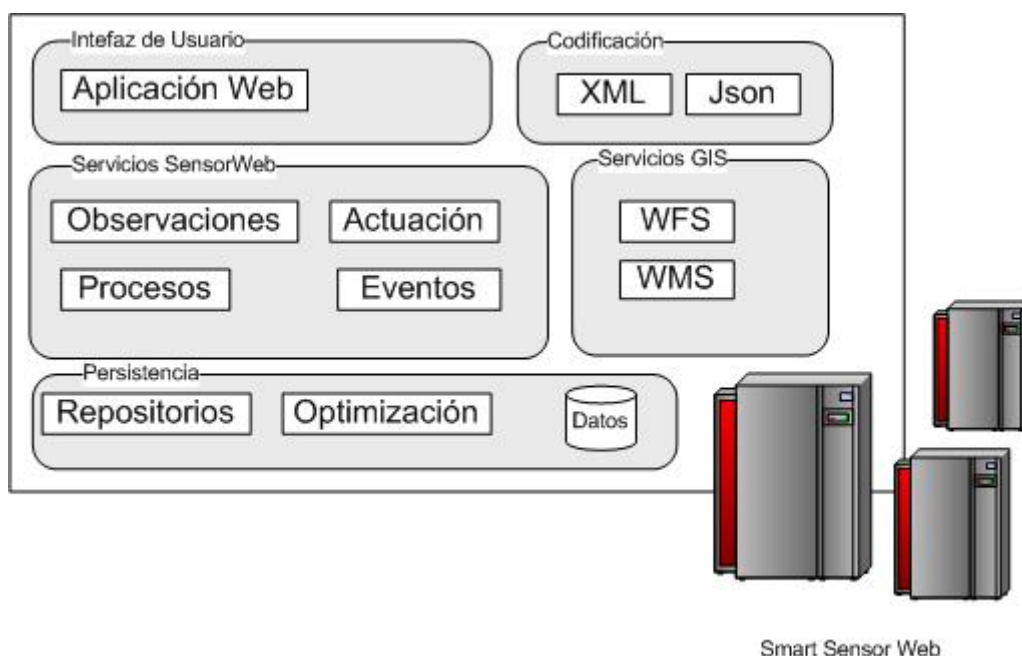 Intefaz de Usuario
Aplicación Web
Codificación
XML
Json
Servicios SensorWeb
Observaciones
Actuación
Procesos
Eventos
Servicios GIS
WFS
WMS
Persistencia
Repositorios
Optimización
Datos
Smart Sensor Web